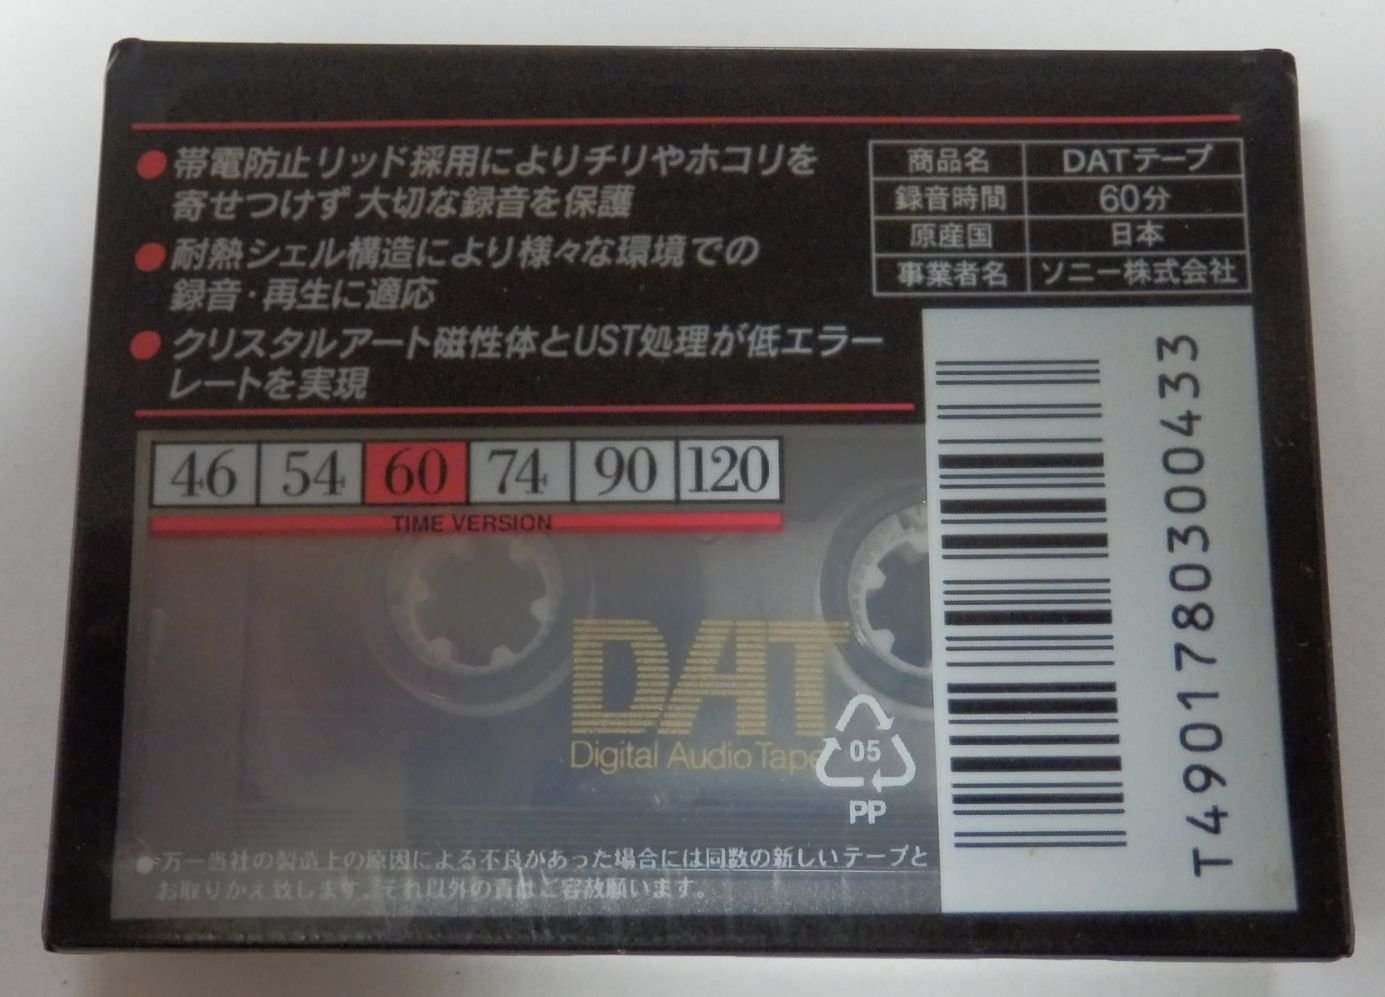 ●帯電防止リッド採用によりチリやホコリを
寄せつけず大切な録音を保護
●耐熱シェル構造により様々な環境での
録音・再生に適応
●クリスタルアート磁性体とUST処理が低エラー
レートを実現
商品名 DATテープ
録音時間 60分
原産国 日本
事業者名 ソニー株式会社
46 54 60 74 90 120
TIME VERSION
DAT
Digital Audio Tape
05
PP
●万一当社の製造上の原因による不良があった場合には同数の新しいテープと
お取りかえ致します。それ以外の責はご容赦願います。
T4901780300433